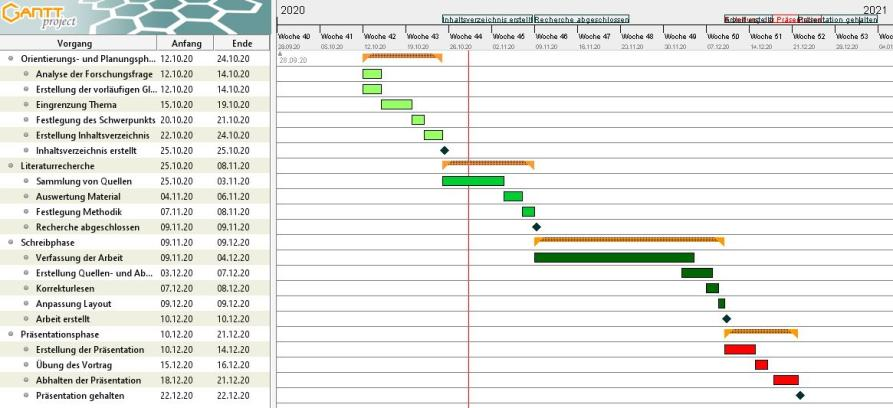 GANTT
project
2020
2021
Inhaltsverzeichnis erstellt
Recherche abgeschlossen
Präsentation gehalten
Woche 40 Woche 41 Woche 42 Woche 43 Woche 44 Woche 45 Woche 46 Woche 47 Woche 48 Woche 49 Woche 50 Woche 51 Woche 52 Woche 53 Woche
28.09.20 05.10.20 12.10.20 19.10.20 26.10.20 02.11.20 09.11.20 16.11.20 23.11.20 30.11.20 07.12.20 14.12.20 21.12.20 28.12.20 04.01
28.09.20
Vorgang Anfang Ende
Orientierungs- und Planungsph... 12.10.20 24.10.20
Analyse der Forschungsfrage 12.10.20 14.10.20
Erstellung der vorläufigen Gl... 12.10.20 14.10.20
Eingrenzung Thema 15.10.20 19.10.20
Festlegung des Schwerpunkts 20.10.20 21.10.20
Erstellung Inhaltsverzeichnis 22.10.20 24.10.20
Inhaltsverzeichnis erstellt 25.10.20 25.10.20
Literaturrecherche 25.10.20 08.11.20
Sammlung von Quellen 25.10.20 03.11.20
Auswertung Material 04.11.20 06.11.20
Festlegung Methodik 07.11.20 08.11.20
Recherche abgeschlossen 09.11.20 09.11.20
Schreibphase 09.11.20 09.12.20
Verfassung der Arbeit 09.11.20 04.12.20
Erstellung Quellen- und Ab... 03.12.20 07.12.20
Korrekturlesen 07.12.20 08.12.20
Anpassung Layout 09.12.20 09.12.20
Arbeit erstellt 10.12.20 10.12.20
Präsentationsphase 10.12.20 21.12.20
Erstellung der Präsentation 10.12.20 14.12.20
Übung des Vortrag 15.12.20 16.12.20
Abhalten der Präsentation 18.12.20 21.12.20
Präsentation gehalten 22.12.20 22.12.20